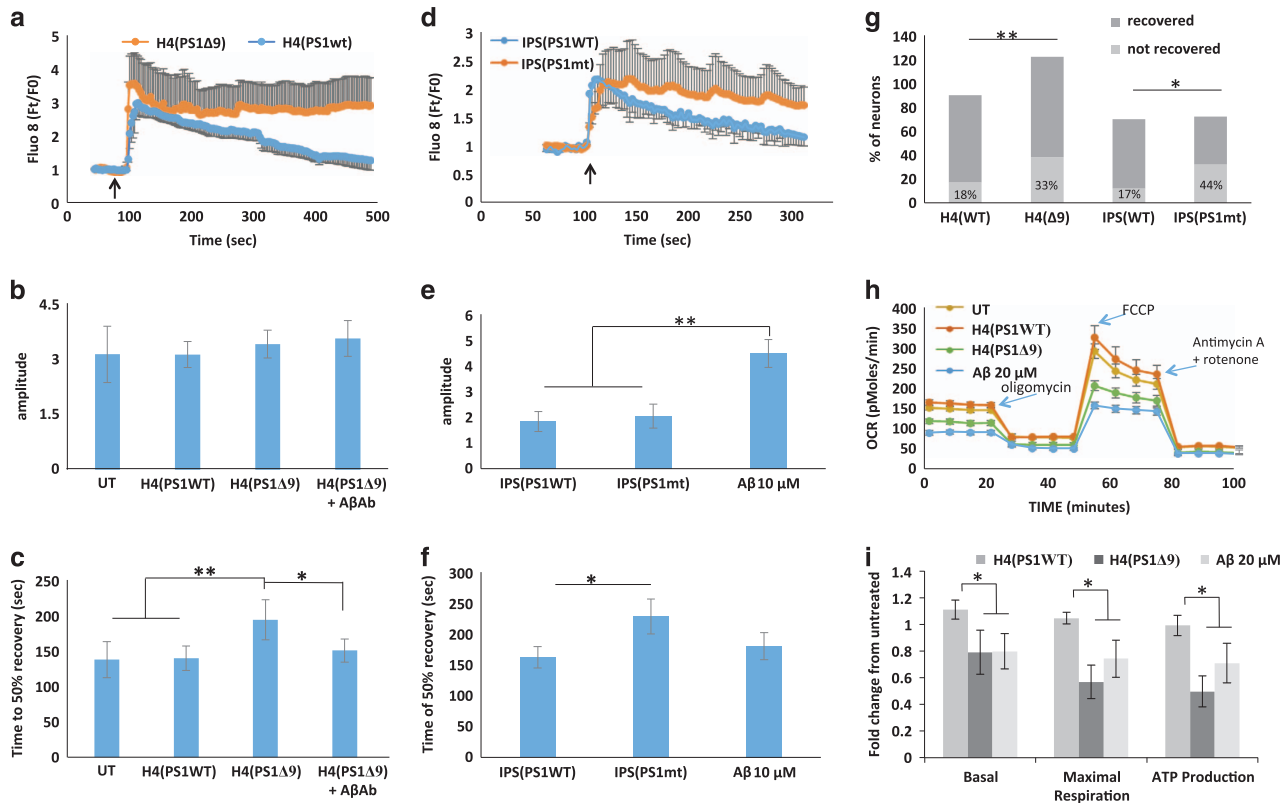 a
H4(PS1Δ9)
H4(PS1wt)
Fluo 8 (Ft/F0)
5
4
3
2
1
0
0 100 200 300 400 500
Time (sec)
d
IPS(PS1WT)
IPS(PS1mt)
Fluo 8 (Ft/F0)
3
2.5
2
1.5
1
0.5
0
0 50 100 150 200 250 300
Time (sec)
g
recovered
not recovered
% of neurons
140
120
100
80
60
40
20
0
**
*
18% 33% 17% 44%
H4(WT) H4(Δ9) IPS(WT) IPS(PS1mt)
b
amplitude
4.5
3
1.5
0
UT H4(PS1WT) H4(PS1Δ9) H4(PS1Δ9)
+ AβAb
e
amplitude
6
5
4
3
2
1
0
**
IPS(PS1WT) IPS(PS1mt) Aβ10 μM
h
UT
H4(PS1WT)
H4(PS1Δ9)
Aβ 20 μM
OCR (pMoles/min)
400
350
300
250
200
150
100
50
0
FCCP
Antimycin A
+ rotenone
oligomycin
0 20 40 60 80 100
TIME (minutes)
c
Time to 50% recovery (sec)
250
200
150
100
50
0
**
*
UT H4(PS1WT) H4(PS1Δ9) H4(PS1Δ9)
+ AβAb
f
Time of 50% recovery (sec)
300
250
200
150
100
50
0
*
IPS(PS1WT) IPS(PS1mt) Aβ10 μM
i
H4(PS1WT) H4(PS1Δ9) Aβ 20 μM
Fold change from untreated
1.4
1.2
1
0.8
0.6
0.4
0.2
0
*
*
*
Basal Maximal ATP Production
Respiration